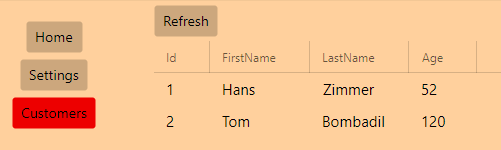 Home
Settings
Customers
Refresh
Id FirstName LastName Age
1 Hans Zimmer 52
2 Tom Bombadil 120